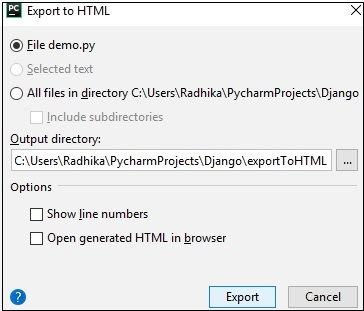 PC Export to HTML
File demo.py
Selected text
All files in directory C:\Users\Radhika\PycharmProjects\Django
Include subdirectories
Output directory:
C:\Users\Radhika\PycharmProjects\Django\exportToHTML ...
Options
Show line numbers
Open generated HTML in browser
? Export Cancel